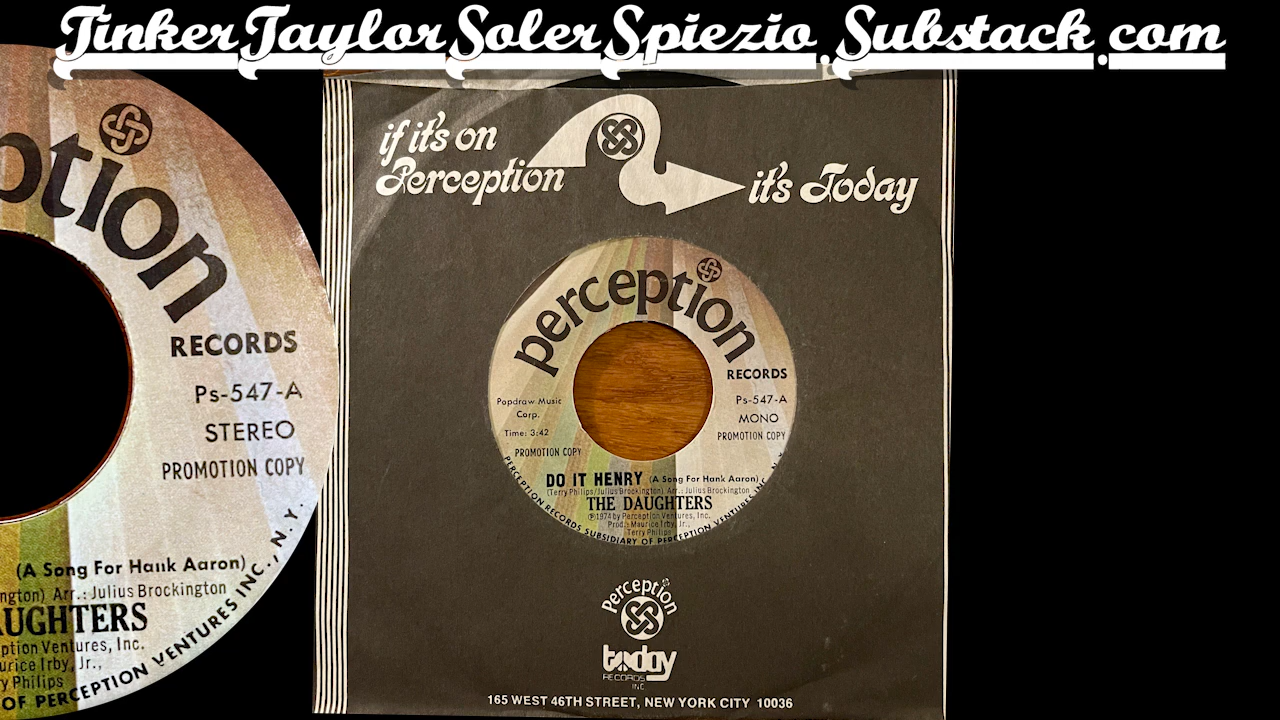 TinkerTaylorSolerSpiezio.Substack.com
ption
RECORDS
Ps-547-A
STEREO
PROMOTION COPY
(A Song For Hank Aaron)
ngton) Arr.: Julius Brockington
AUGHTERS
ption Ventures, Inc.
urice Irby, Jr.,
y Philips
OF PERCEPTION VENTURES INC., N.Y.
if it's on
Perception
it's Today
perception
RECORDS
Popdraw Music
Corp.
Time: 3:42
PROMOTION COPY
Ps-547-A
MONO
PROMOTION COPY
DO IT HENRY (A Song For Hank Aaron)
(Terry Philips/Julius Brockington) Arr.: Julius Brockington
THE DAUGHTERS
℗1974 by Perception Ventures, Inc.
Prod.: Maurice Irby, Jr.,
Terry Philips
PERCEPTION RECORDS SUBSIDIARY OF PERCEPTION VENTURES INC., N.Y.
Perception
today
RECORDS
INC.
165 WEST 46TH STREET, NEW YORK CITY 10036